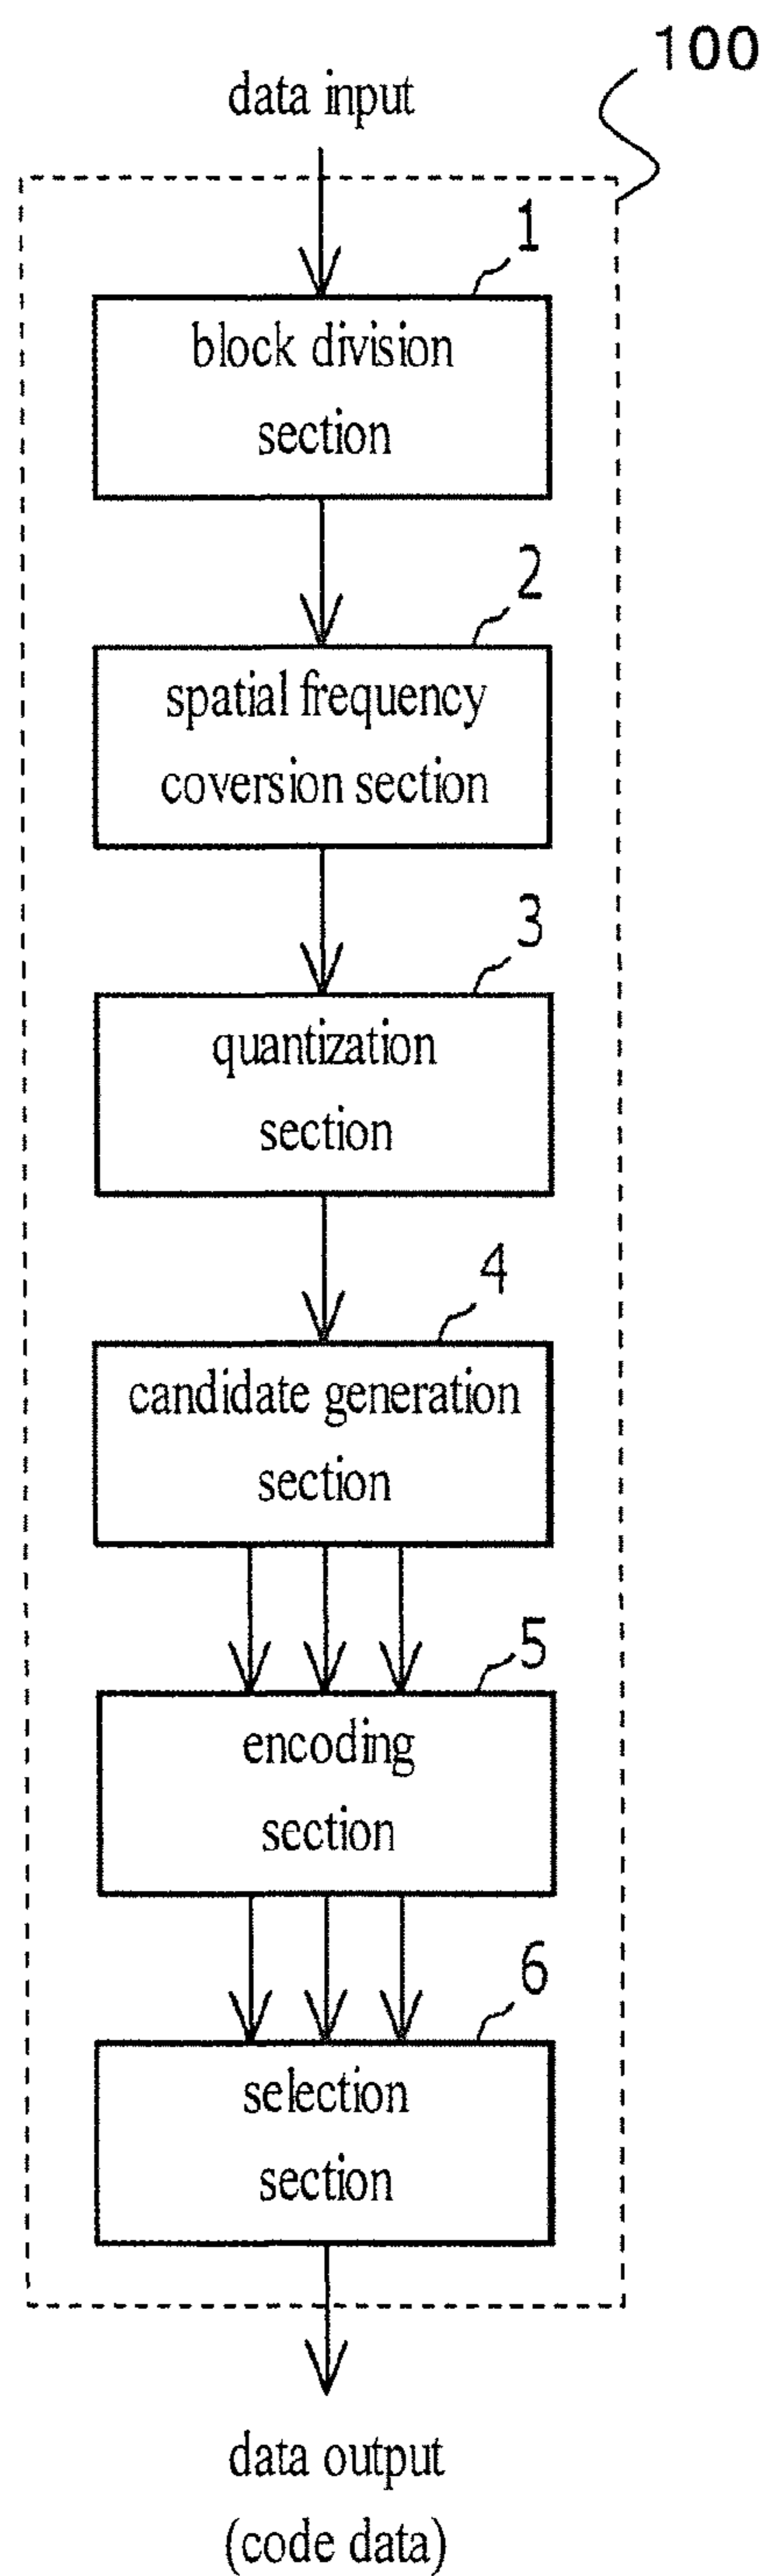 100
data input
1
block division
section
2
spatial frequency
coversion section
3
quantization
section
4
candidate generation
section
5
encoding
section
6
selection
section
data output
(code data)